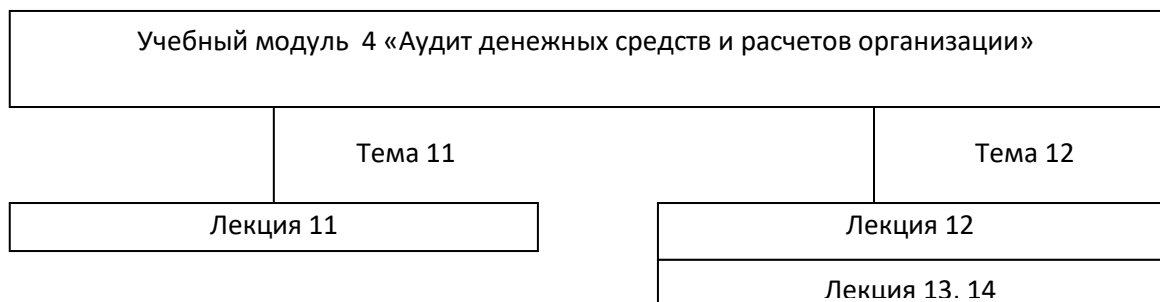 Учебный модуль  4 «Аудит денежных средств и расчетов организации»
Тема 11
Тема 12
Лекция 11
Лекция 12
Лекция 13, 14